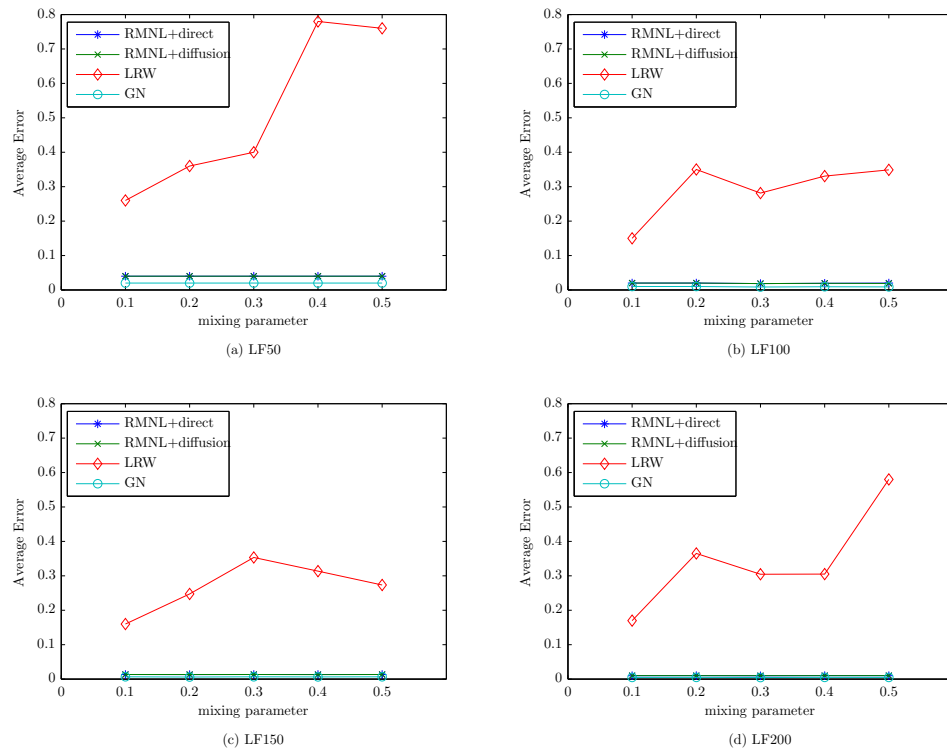 0.8
0.7
0.6
0.5
0.4
0.3
0.2
0.1
0
Average Error
RMNL+direct
RMNL+diffusion
LRW
GN
0 0.1 0.2 0.3 0.4 0.5
mixing parameter
(a) LF50
0.8
0.7
0.6
0.5
0.4
0.3
0.2
0.1
0
Average Error
RMNL+direct
RMNL+diffusion
LRW
GN
0 0.1 0.2 0.3 0.4 0.5
mixing parameter
(b) LF100
0.8
0.7
0.6
0.5
0.4
0.3
0.2
0.1
0
Average Error
RMNL+direct
RMNL+diffusion
LRW
GN
0 0.1 0.2 0.3 0.4 0.5
mixing parameter
(c) LF150
0.8
0.7
0.6
0.5
0.4
0.3
0.2
0.1
0
Average Error
RMNL+direct
RMNL+diffusion
LRW
GN
0 0.1 0.2 0.3 0.4 0.5
mixing parameter
(d) LF200